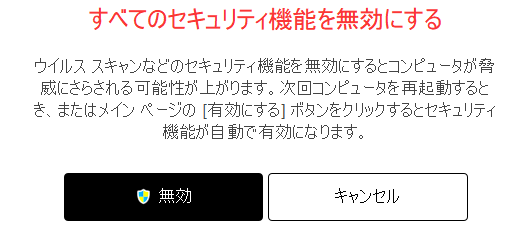 すべてのセキュリティ機能を無効にする
ウイルス スキャンなどのセキュリティ機能を無効にするとコンピュータが脅
威にさらされる可能性が上がります。次回コンピュータを再起動すると
き、またはメイン ページの [有効にする] ボタンをクリックするとセキュリティ
機能が自動で有効になります。
無効
キャンセル